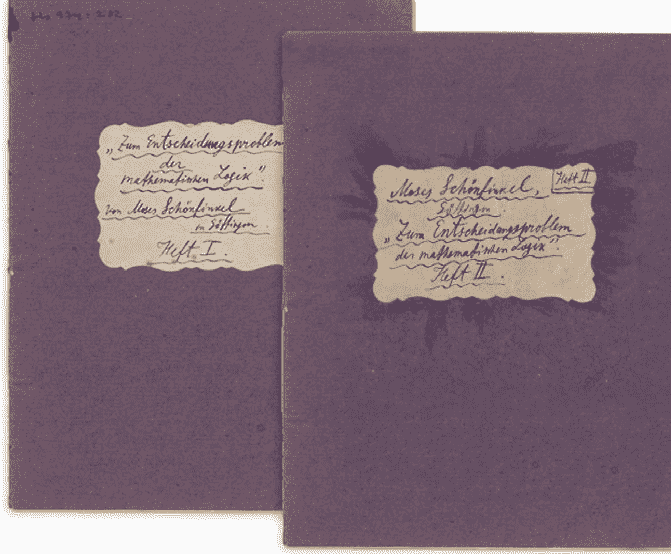 „Zum Entscheidungsproblem
der
mathematischen Logik"
von Moses Schönfinkel
in Göttingen.
Heft I.
Heft II.
Moses Schönfinkel,
Göttingen.
„Zum Entscheidungsproblem
der mathematischen Logik"
Heft II.